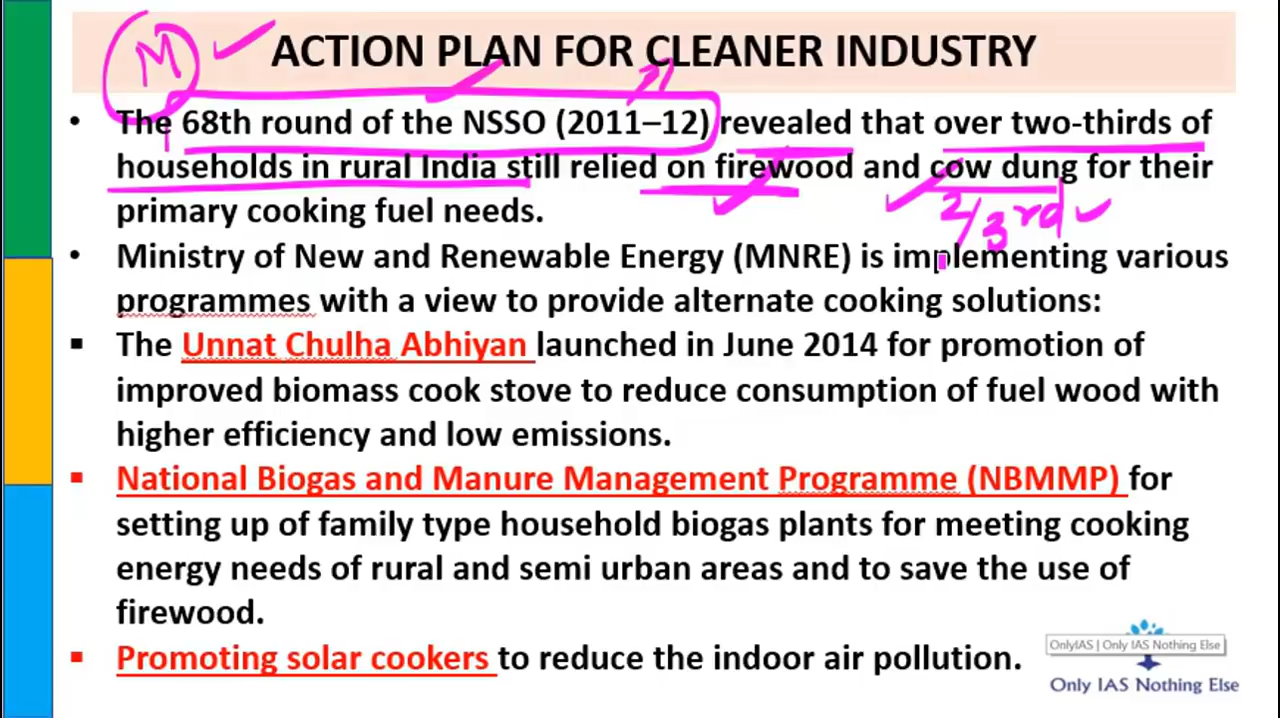 M ACTION PLAN FOR CLEANER INDUSTRY
• The 68th round of the NSSO (2011–12) revealed that over two-thirds of
households in rural India still relied on firewood and cow dung for their
primary cooking fuel needs.
2/3rd
• Ministry of New and Renewable Energy (MNRE) is implementing various
programmes with a view to provide alternate cooking solutions:
▪ The Unnat Chulha Abhiyan launched in June 2014 for promotion of
improved biomass cook stove to reduce consumption of fuel wood with
higher efficiency and low emissions.
▪ National Biogas and Manure Management Programme (NBMMP) for
setting up of family type household biogas plants for meeting cooking
energy needs of rural and semi urban areas and to save the use of
firewood.
▪ Promoting solar cookers to reduce the indoor air pollution.
OnlyIAS | Only IAS Nothing Else
Only IAS Nothing Else